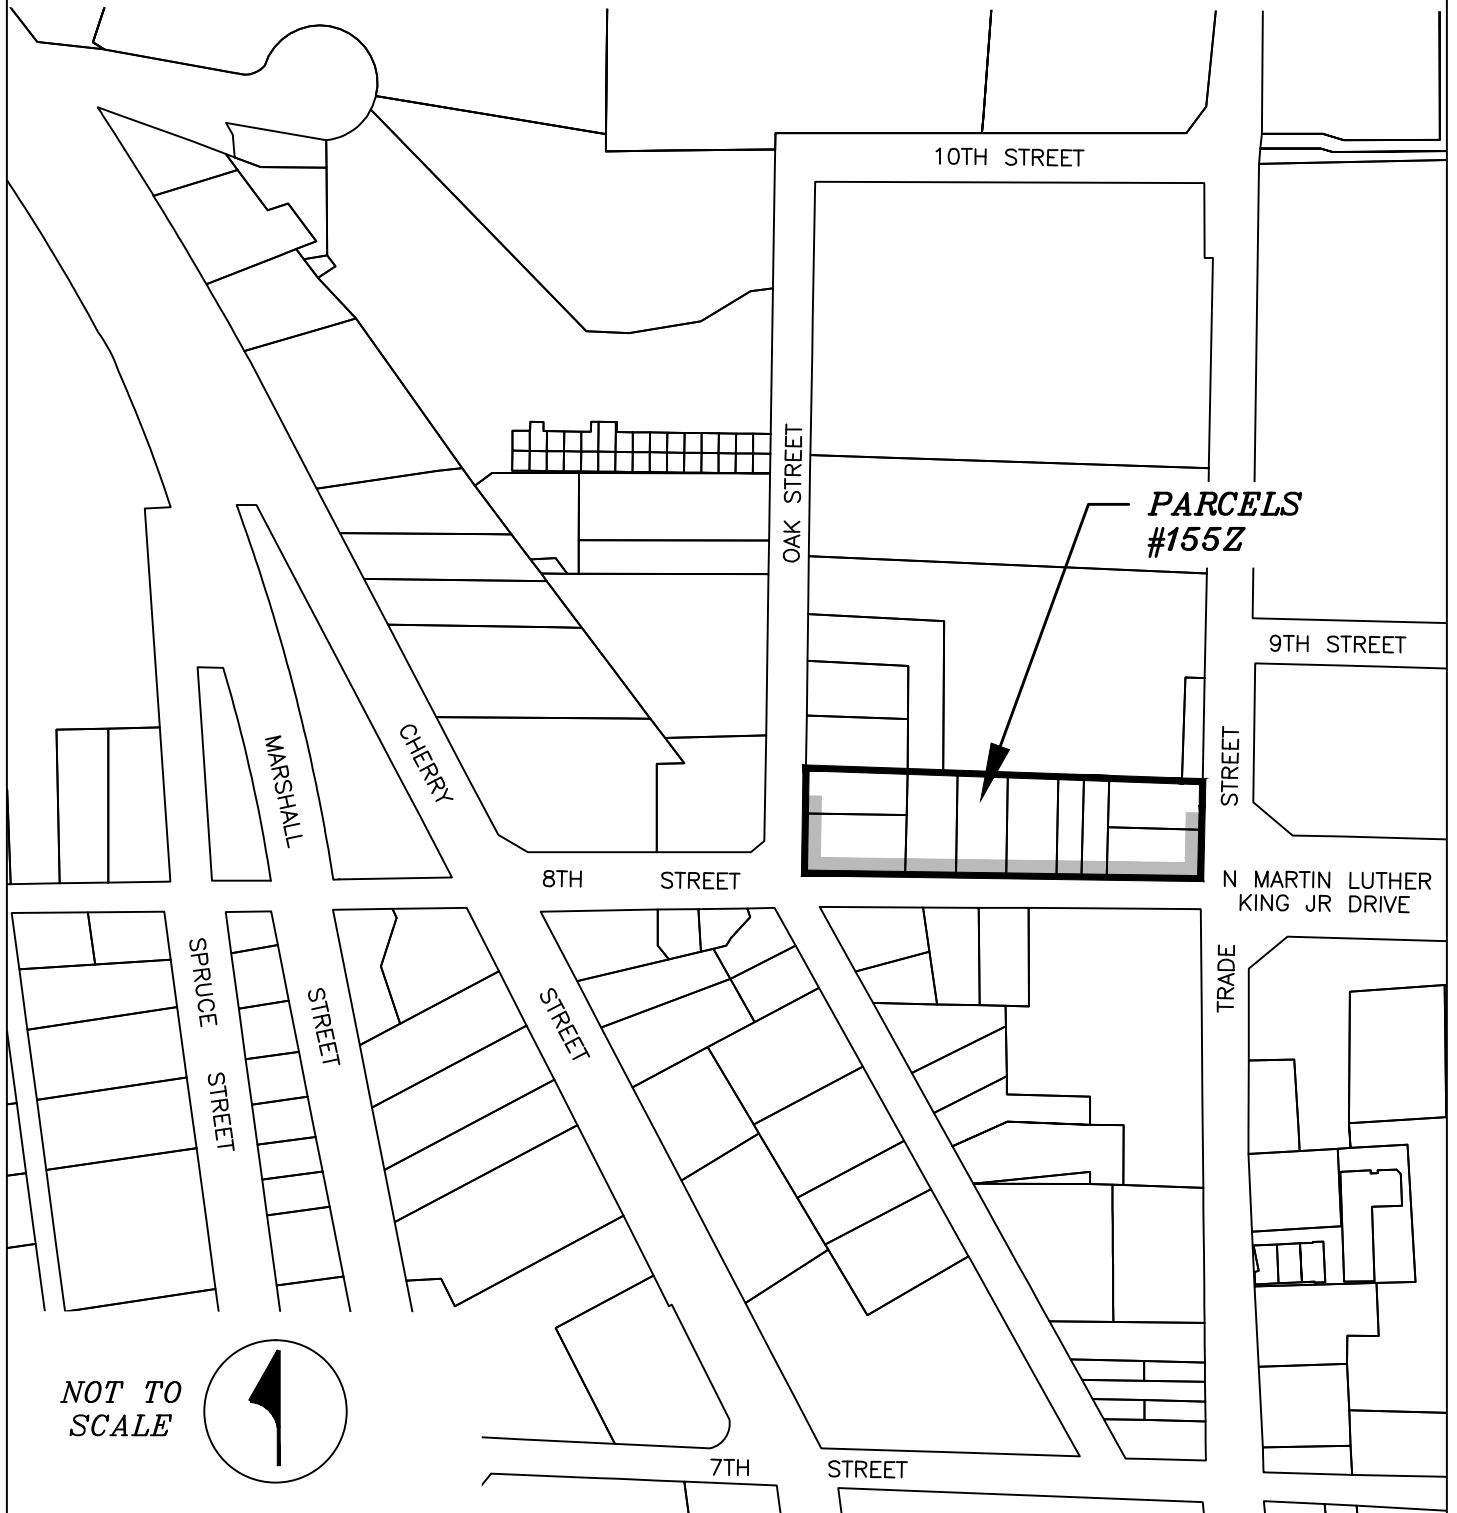 10TH STREET
OAK STREET
PARCELS
#155Z
9TH STREET
STREET
MARSHALL
CHERRY
8TH STREET
N MARTIN LUTHER
KING JR DRIVE
SPRUCE STREET
STREET
STREET
TRADE
NOT TO
SCALE
7TH STREET